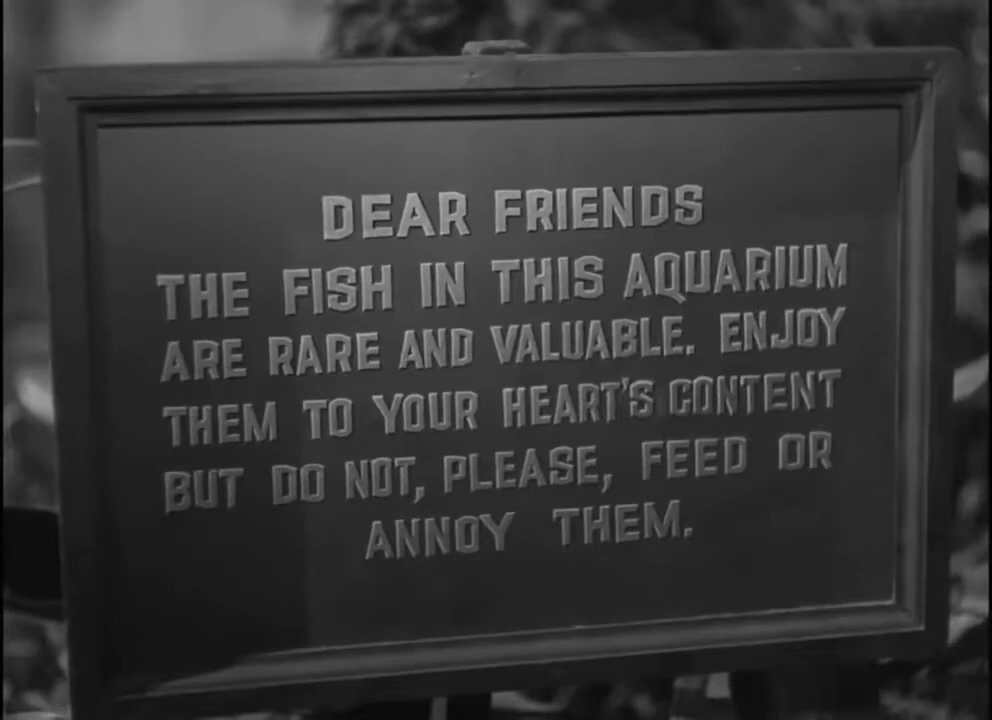 DEAR FRIENDS
THE FISH IN THIS AQUARIUM
ARE RARE AND VALUABLE. ENJOY
THEM TO YOUR HEART'S CONTENT
BUT DO NOT, PLEASE, FEED OR
ANNOY THEM.